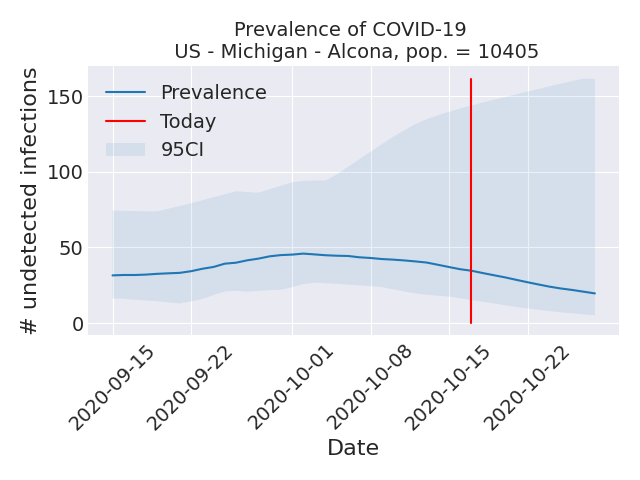 Prevalence of COVID-19
US - Michigan - Alcona, pop. = 10405
# undetected infections
150
100
50
0
Prevalence
Today
95CI
2020-09-15
2020-09-22
2020-10-01
2020-10-08
2020-10-15
2020-10-22
Date